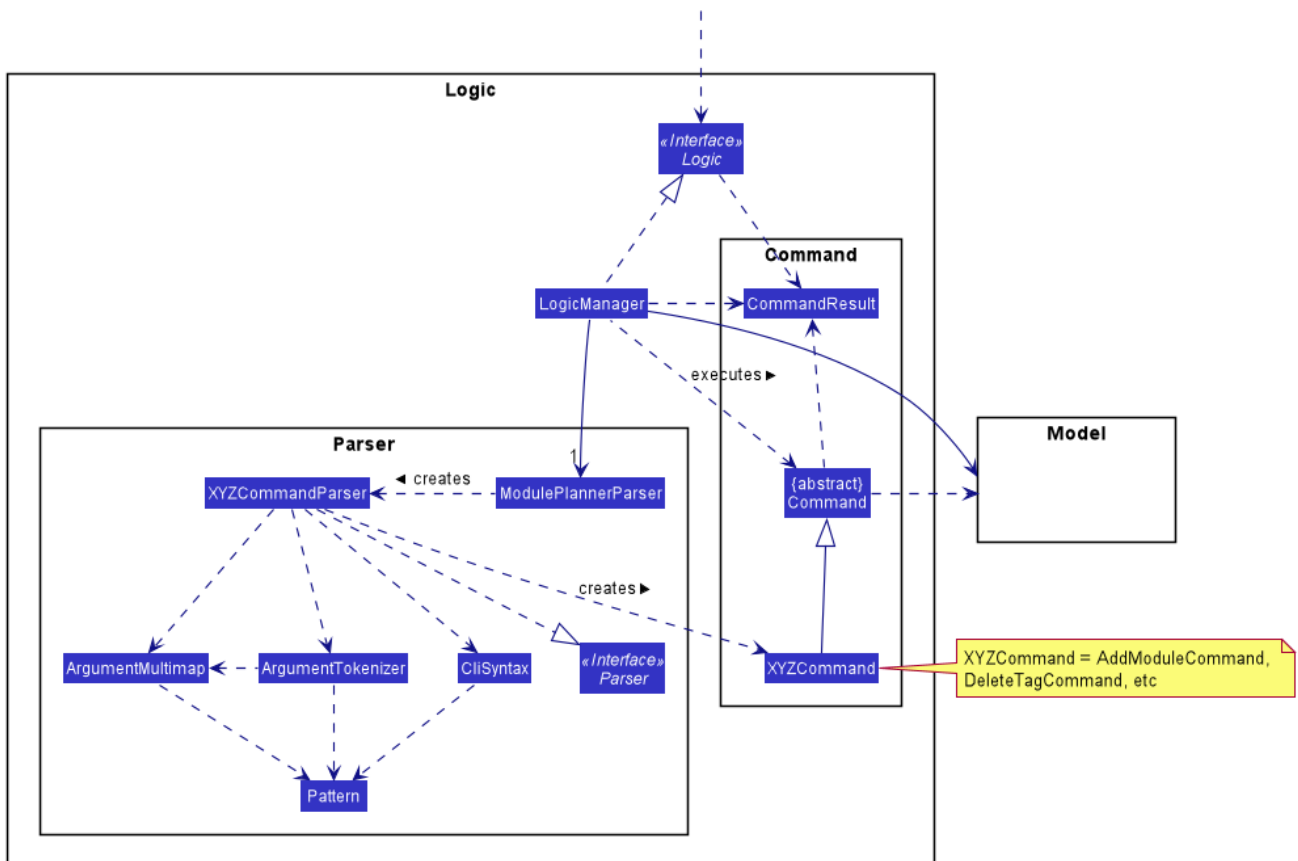 Logic
«Interface»
Logic
Command
LogicManager
CommandResult
executes ►
Parser
1
Model
◄ creates
XYZCommandParser
ModulePlannerParser
{abstract}
Command
creates ►
ArgumentMultimap
ArgumentTokenizer
CliSyntax
«Interface»
Parser
XYZCommand
XYZCommand = AddModuleCommand,
DeleteTagCommand, etc
Pattern